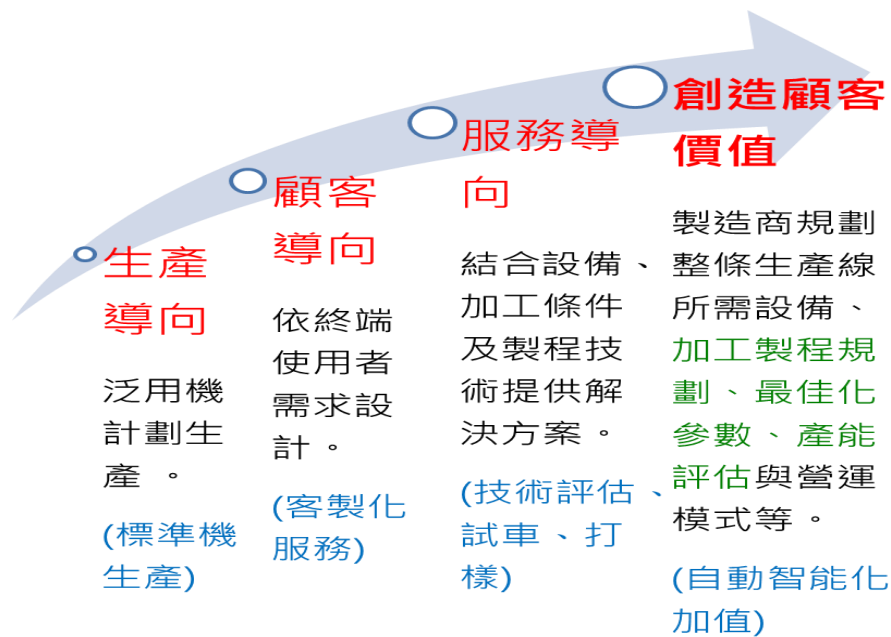 生產
導向
泛用機
計劃生
產 。
(標準機
生產)
顧客
導向
依終端
使用者
需求設
計。
(客製化
服務)
服務導
向
結合設備、
加工條件
及製程技
術提供解
決方案。
(技術評估、
試車、打
樣)
創造顧客
價值
製造商規劃
整條生產線
所需設備、
加工製程規
劃、最佳化
參數、產能
評估與營運
模式等。
(自動智能化
加值)